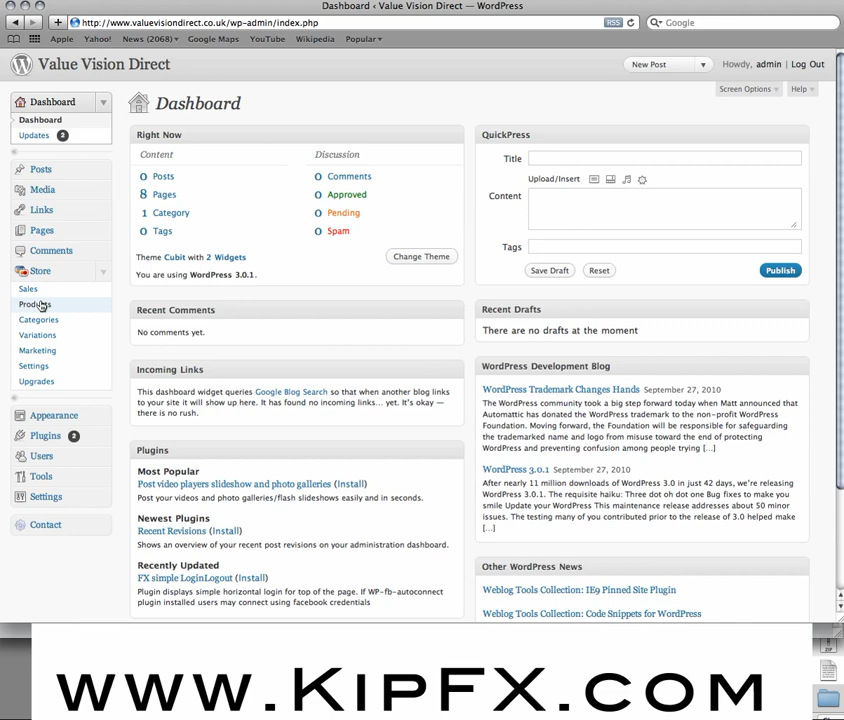 Dashboard ‹ Value Vision Direct — WordPress
http://www.valuevisiondirect.co.uk/wp-admin/index.php
RSS
Google
Apple
Yahoo!
News (2068)
Google Maps
YouTube
Wikipedia
Popular
Value Vision Direct
New Post
Howdy, admin | Log Out
Screen Options
Help
Dashboard
Dashboard
Updates 2
Posts
Media
Links
Pages
Comments
Store
Sales
Products
Categories
Variations
Marketing
Settings
Upgrades
Appearance
Plugins 2
Users
Tools
Settings
Contact
Dashboard
Right Now
Content
Discussion
0 Posts
0 Comments
8 Pages
0 Approved
1 Category
0 Pending
0 Tags
0 Spam
Theme Cubit with 2 Widgets
Change Theme
You are using WordPress 3.0.1.
Recent Comments
No comments yet.
Incoming Links
This dashboard widget queries Google Blog Search so that when another blog links
to your site it will show up here. It has found no incoming links… yet. It's okay —
there is no rush.
Plugins
Most Popular
Post video players slideshow and photo galleries (Install)
Post your videos and photo galleries/flash slideshows easily and in seconds.
Newest Plugins
Recent Revisions (Install)
Shows an overview of your recent post revisions on your administration dashboard.
Recently Updated
FX simple LoginLogout (Install)
Plugin displays simple horizontal login for top of the page. If WP-fb-autoconnect
plugin installed users may connect using facebook credentials
QuickPress
Title
Upload/Insert
Content
Tags
Save Draft
Reset
Publish
Recent Drafts
There are no drafts at the moment
WordPress Development Blog
WordPress Trademark Changes Hands September 27, 2010
The WordPress community took a big step forward today when Matt announced that
Automattic has donated the WordPress trademark to the non-profit WordPress
Foundation. Moving forward, the Foundation will be responsible for safeguarding
the trademarked name and logo from misuse toward the end of protecting
WordPress and preventing confusion among people trying […]
WordPress 3.0.1 September 27, 2010
After nearly 11 million downloads of WordPress 3.0 in just 42 days, we're releasing
WordPress 3.0.1. The requisite haiku: Three dot oh dot one Bug fixes to make you
smile Update your WordPress This maintenance release addresses about 50 minor
issues. The testing many of you contributed prior to the release of 3.0 helped make
[…]
Other WordPress News
Weblog Tools Collection: IE9 Pinned Site Plugin
Weblog Tools Collection: Code Snippets for WordPress
ZIP
www.KipFX.com